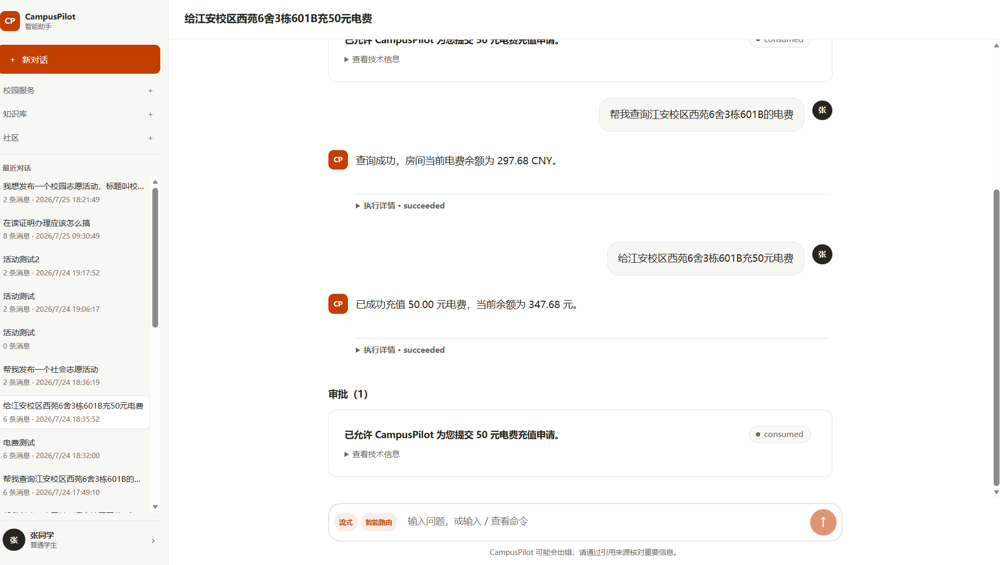 CP
CampusPilot
智能助手
+ 新对话
校园服务 +
知识库 +
社区 +
最近对话
我想发布一个校园志愿活动，标题叫校...
2 条消息 · 2026/7/25 18:21:49
在读证明办理应该怎么搞
8 条消息 · 2026/7/25 09:30:49
活动测试2
2 条消息 · 2026/7/24 19:17:52
活动测试
2 条消息 · 2026/7/24 19:06:17
活动测试
0 条消息
帮我发布一个社会志愿活动
2 条消息 · 2026/7/24 18:36:19
给江安校区西苑6舍3栋601B充50元电费
6 条消息 · 2026/7/24 18:35:52
电费测试
6 条消息 · 2026/7/24 18:32:00
帮我查询江安校区西苑6舍3栋601B的...
6 条消息 · 2026/7/24 17:49:10
张
张同学
普通学生
给江安校区西苑6舍3栋601B充50元电费
已允许 CampusPilot 为您提交 50 元电费充值申请。
consumed
查看技术信息
帮我查询江安校区西苑6舍3栋601B的电费
张
CP
查询成功，房间当前电费余额为 297.68 CNY。
执行详情 • succeeded
给江安校区西苑6舍3栋601B充50元电费
张
CP
已成功充值 50.00 元电费，当前余额为 347.68 元。
执行详情 • succeeded
审批（1）
已允许 CampusPilot 为您提交 50 元电费充值申请。
consumed
查看技术信息
流式 智能路由 输入问题，或输入 / 查看命令
CampusPilot 可能会出错，请通过引用来源核对重要信息。